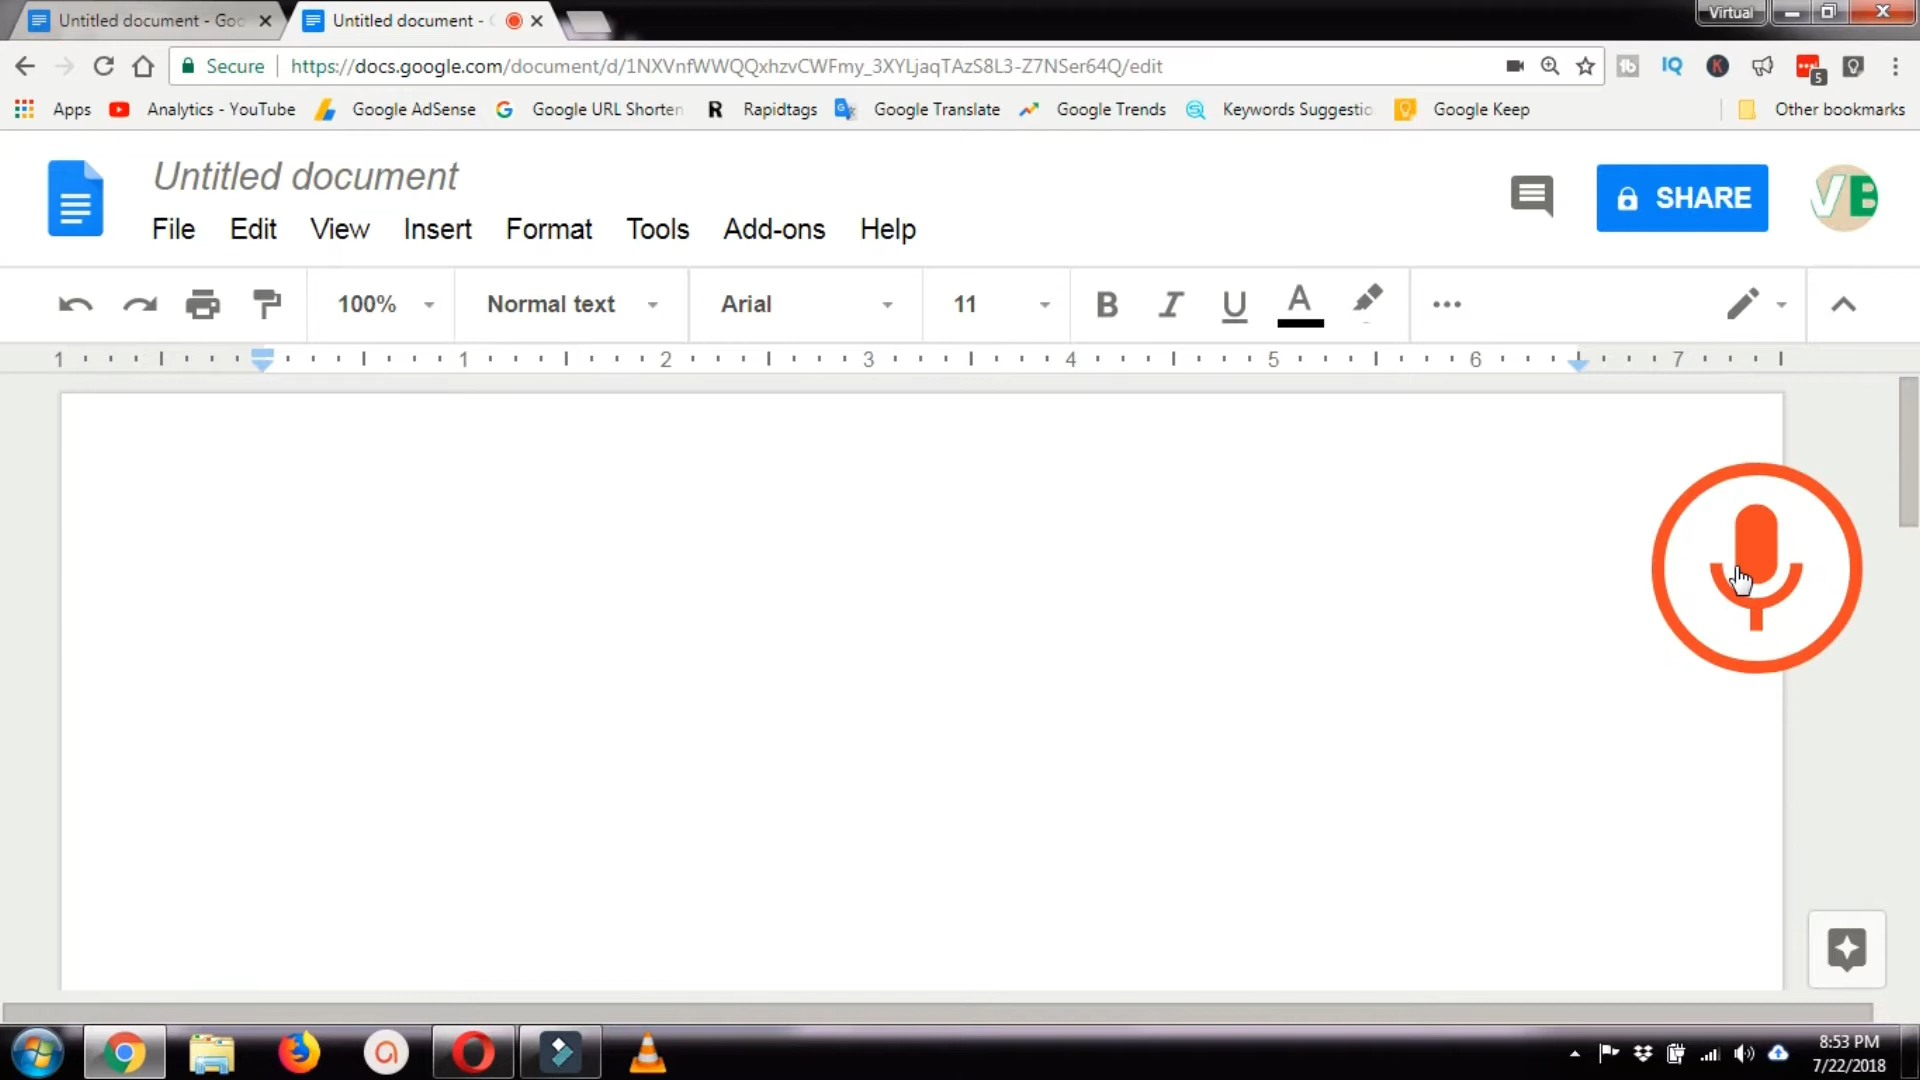 Untitled document - Goo
Untitled document - G
Virtual
Secure
https://docs.google.com/document/d/1NXVnfWWQQxhzvCWFmy_3XYLjaqTAzS8L3-Z7NSer64Q/edit
IQ
K
5
Apps
Analytics - YouTube
Google AdSense
Google URL Shorten
R
Rapidtags
Google Translate
Google Trends
Keywords Suggestio
Google Keep
Other bookmarks
Untitled document
File Edit View Insert Format Tools Add-ons Help
SHARE
VB
100%
Normal text
Arial
11
B I U A
1 1 2 3 4 5 6 7
8:53 PM
7/22/2018